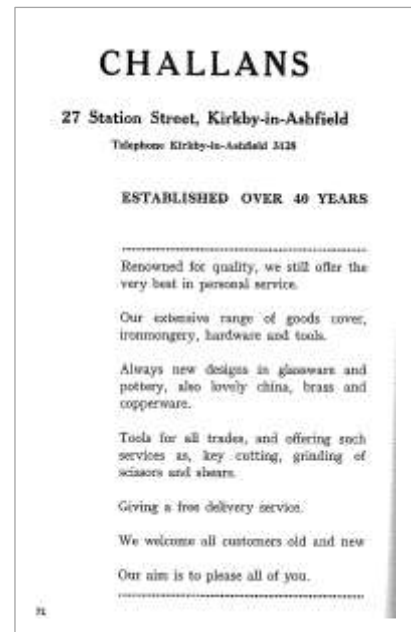 CHALLANS
27 Station Street, Kirkby-in-Ashfield
Telephone Kirkby-in-Ashfield 3128
ESTABLISHED OVER 40 YEARS
Renowned for quality, we still offer the
very best in personal service.
Our extensive range of goods cover,
ironmongery, hardware and tools.
Always new designs in glassware and
pottery, also lovely china, brass and
copperware.
Tools for all trades, and offering such
services as, key cutting, grinding of
scissors and shears.
Giving a free delivery service.
We welcome all customers old and new
Our aim is to please all of you.